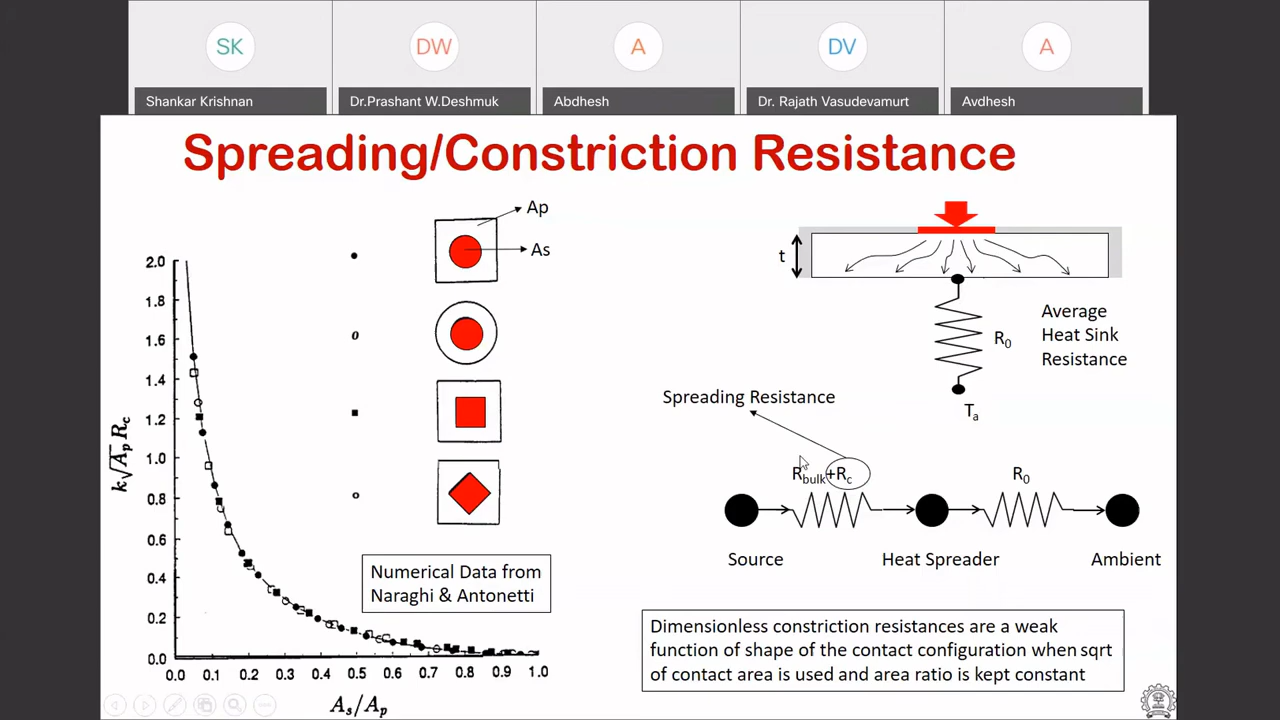 SK
DW
A
DV
A
Shankar Krishnan
Dr.Prashant W.Deshmuk
Abdhesh
Dr. Rajath Vasudevamurt
Avdhesh
Spreading/Constriction Resistance
Ap
As
2.0
1.8
1.6
1.4
1.2
1.0
0.8
0.6
0.4
0.2
0.0
k√Ap Rc
0.0 0.1 0.2 0.3 0.4 0.5 0.6 0.7 0.8 0.9 1.0
As/Ap
Numerical Data from
Naraghi & Antonetti
t
R0
Average
Heat Sink
Resistance
Ta
Spreading Resistance
Rbulk+Rc
R0
Source
Heat Spreader
Ambient
Dimensionless constriction resistances are a weak
function of shape of the contact configuration when sqrt
of contact area is used and area ratio is kept constant